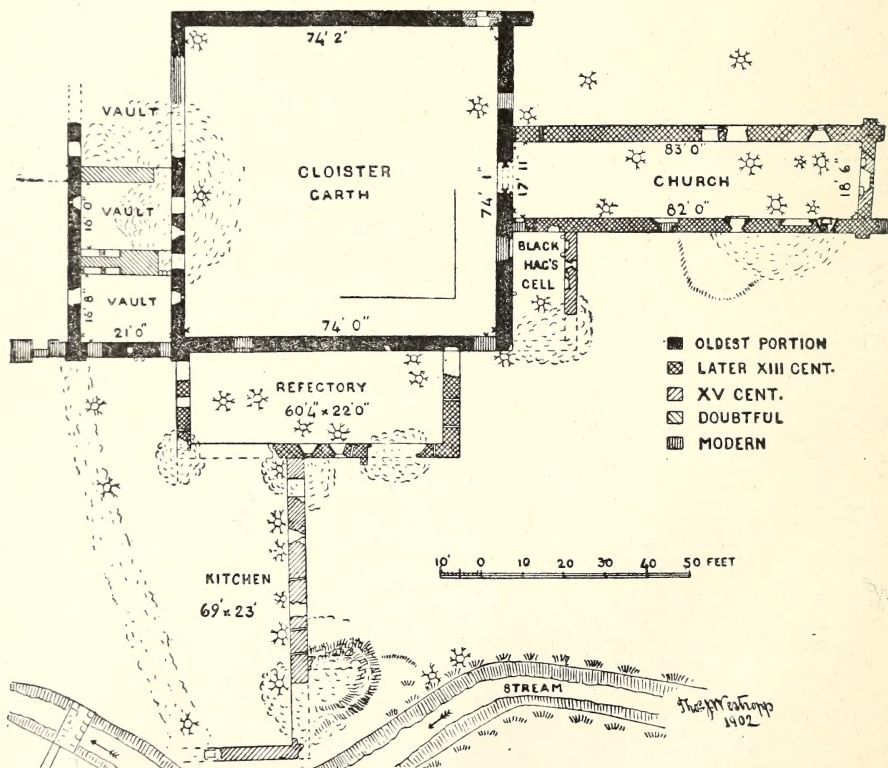 74' 2"
VAULT
CLOISTER
GARTH
74' 1"
17' 11"
83' 0"
CHURCH
82' 0"
18' 6"
VAULT
16' 0"
BLACK
HAG'S
CELL
VAULT
16' 8"
21' 0"
74' 0"
REFECTORY
60'4" x 22'0"
OLDEST PORTION
LATER XIII CENT.
XV CENT.
DOUBTFUL
MODERN
10' 0 10 20 30 40 50 FEET
KITCHEN
69' x 23'
STREAM
Thos J Westropp
1902